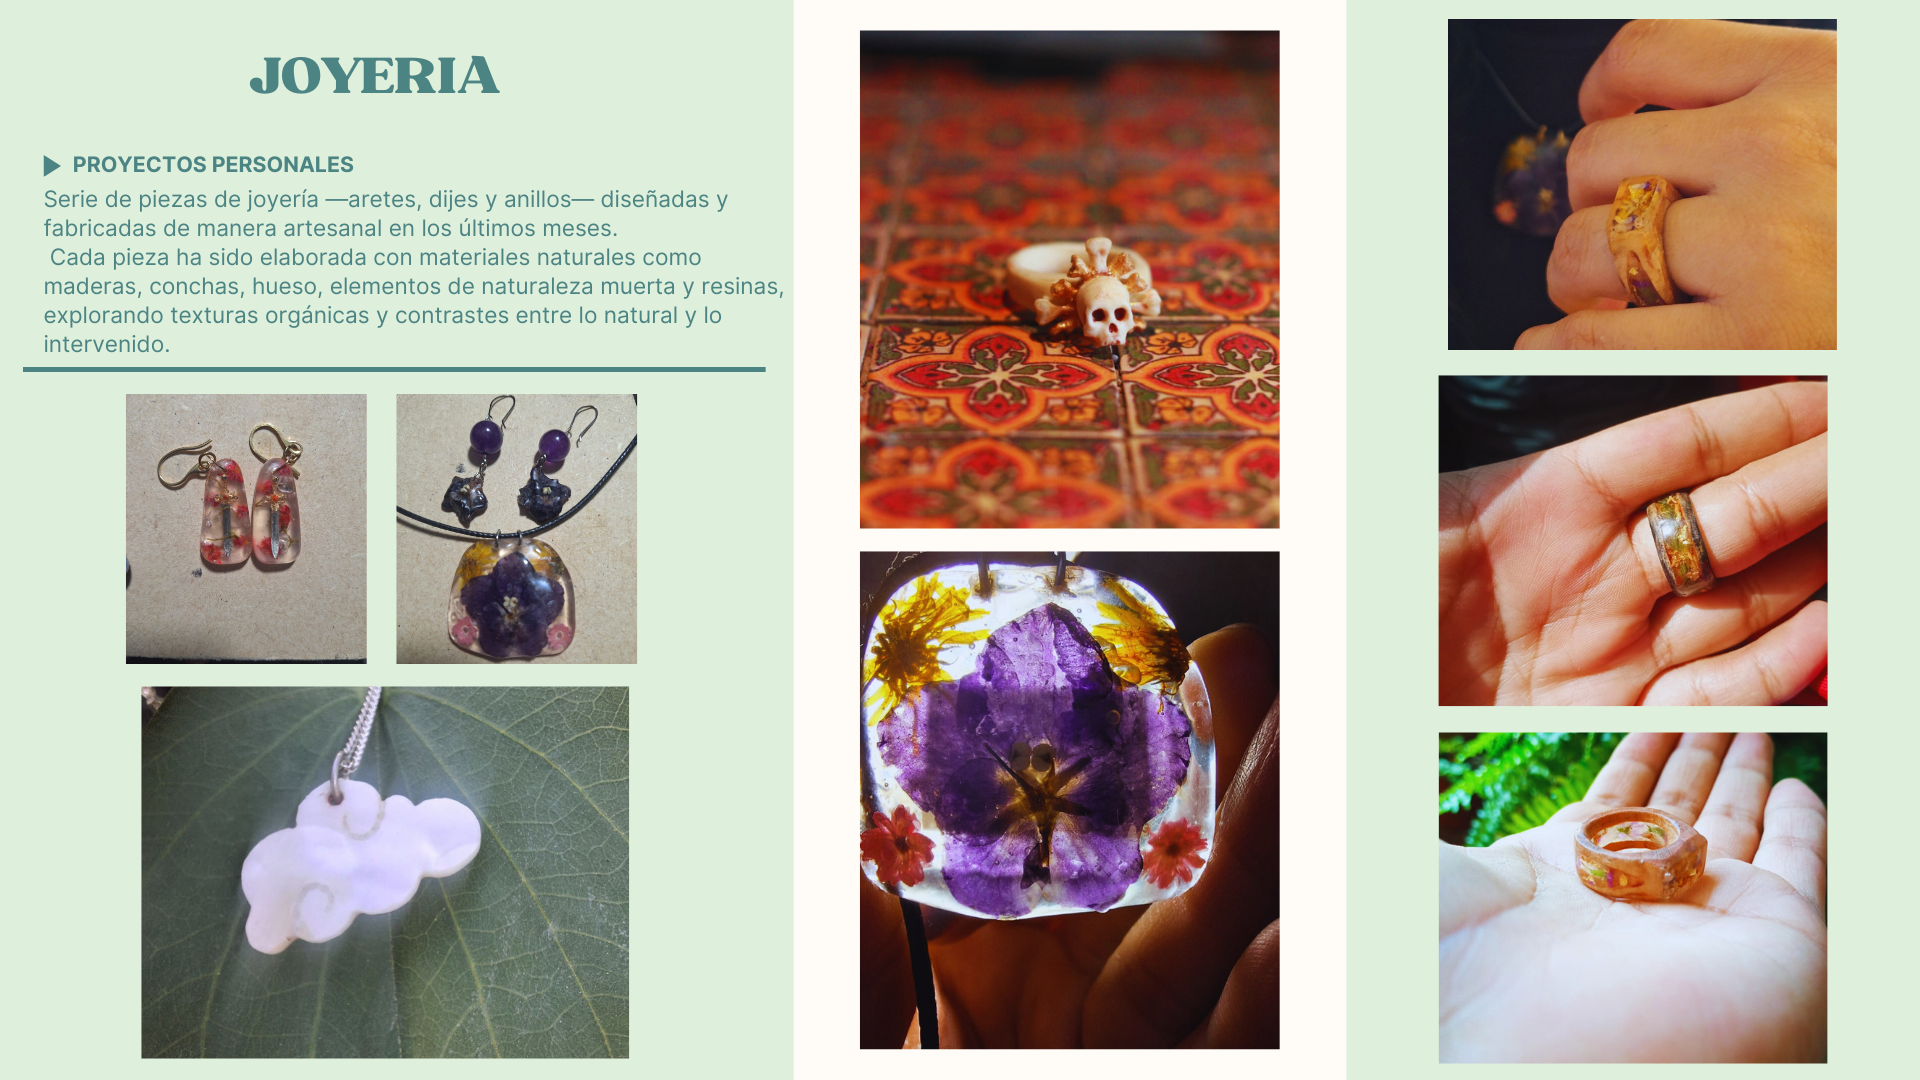 JOYERIA
PROYECTOS PERSONALES
Serie de piezas de joyería —aretes, dijes y anillos— diseñadas y
fabricadas de manera artesanal en los últimos meses.
Cada pieza ha sido elaborada con materiales naturales como
maderas, conchas, hueso, elementos de naturaleza muerta y resinas,
explorando texturas orgánicas y contrastes entre lo natural y lo
intervenido.